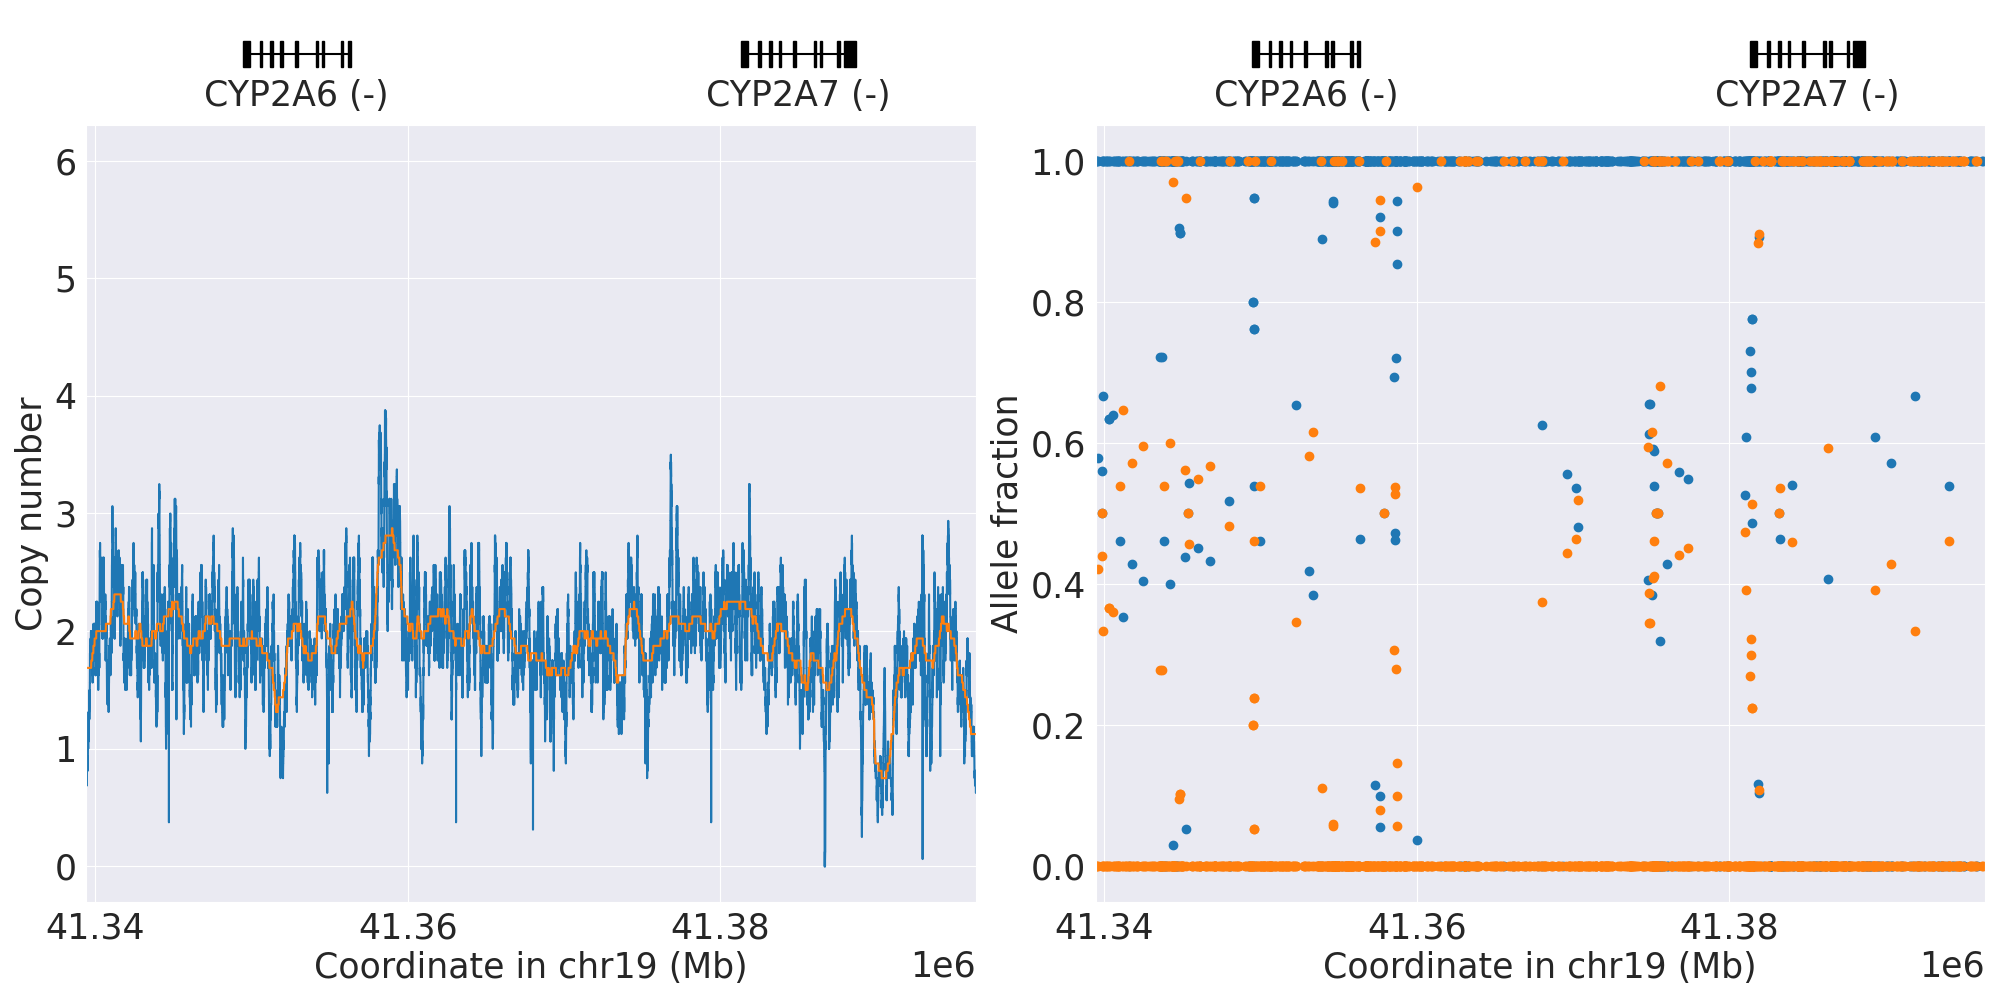 CYP2A6 (-)
CYP2A7 (-)
6
5
4
3
2
1
0
Copy number
41.34
41.36
41.38
Coordinate in chr19 (Mb)
1e6
CYP2A6 (-)
CYP2A7 (-)
1.0
0.8
0.6
0.4
0.2
0.0
Allele fraction
41.34
41.36
41.38
Coordinate in chr19 (Mb)
1e6